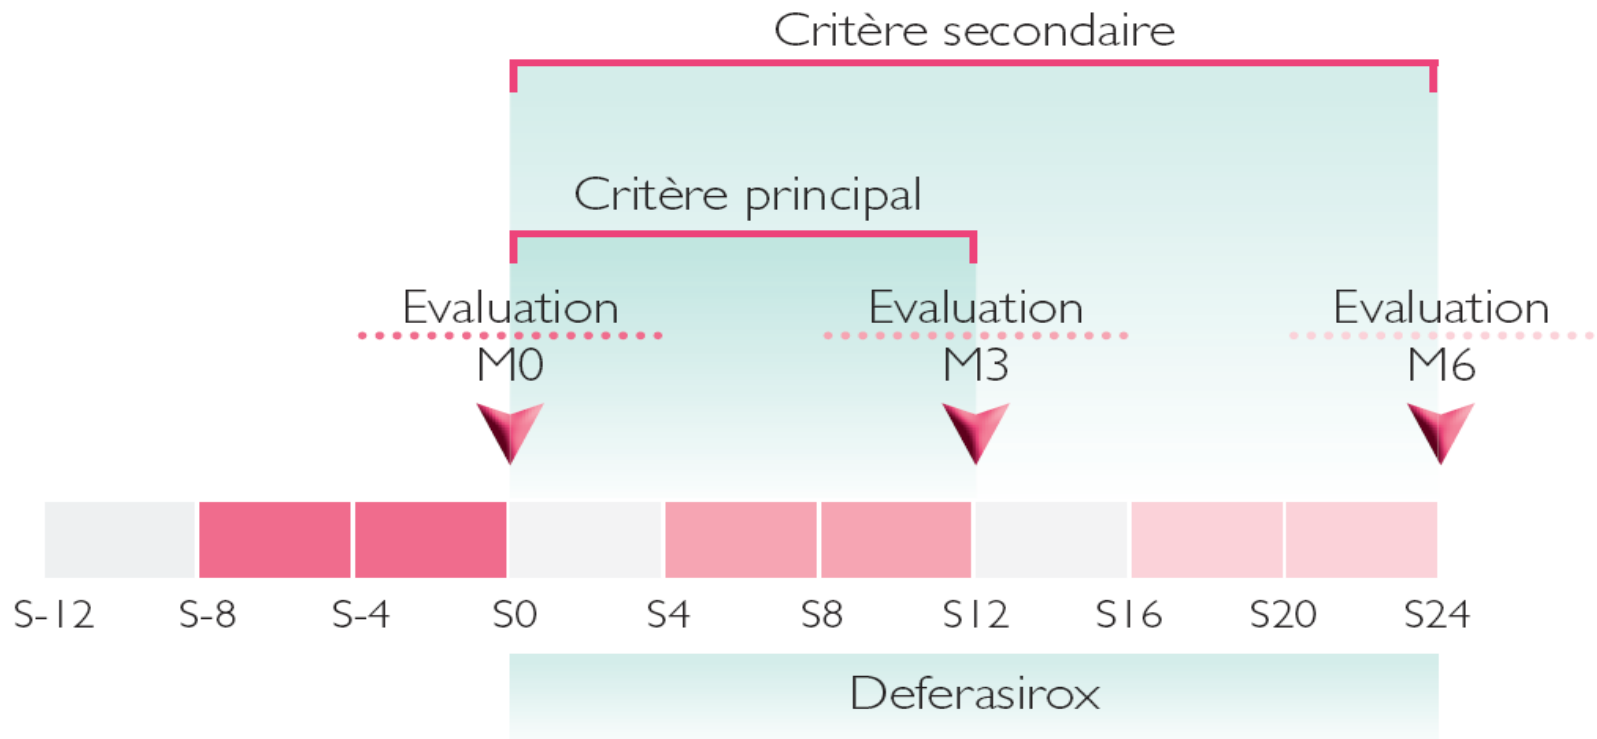 Critère secondaire
Critère principal
Evaluation Evaluation Evaluation
M0 M3 M6
S-12 S-8 S-4 S0 S4 S8 S12 S16 S20 S24
Deferasirox